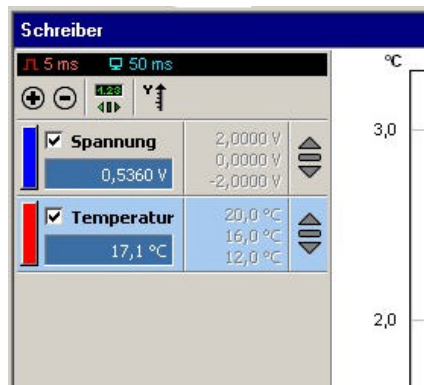 Schreiber
5 ms 50 ms
1.23
Y
Spannung
0,5360 V
2,0000 V
0,0000 V
-2,0000 V
Temperatur
17,1 °C
20,0 °C
16,0 °C
12,0 °C
°C
3,0
2,0